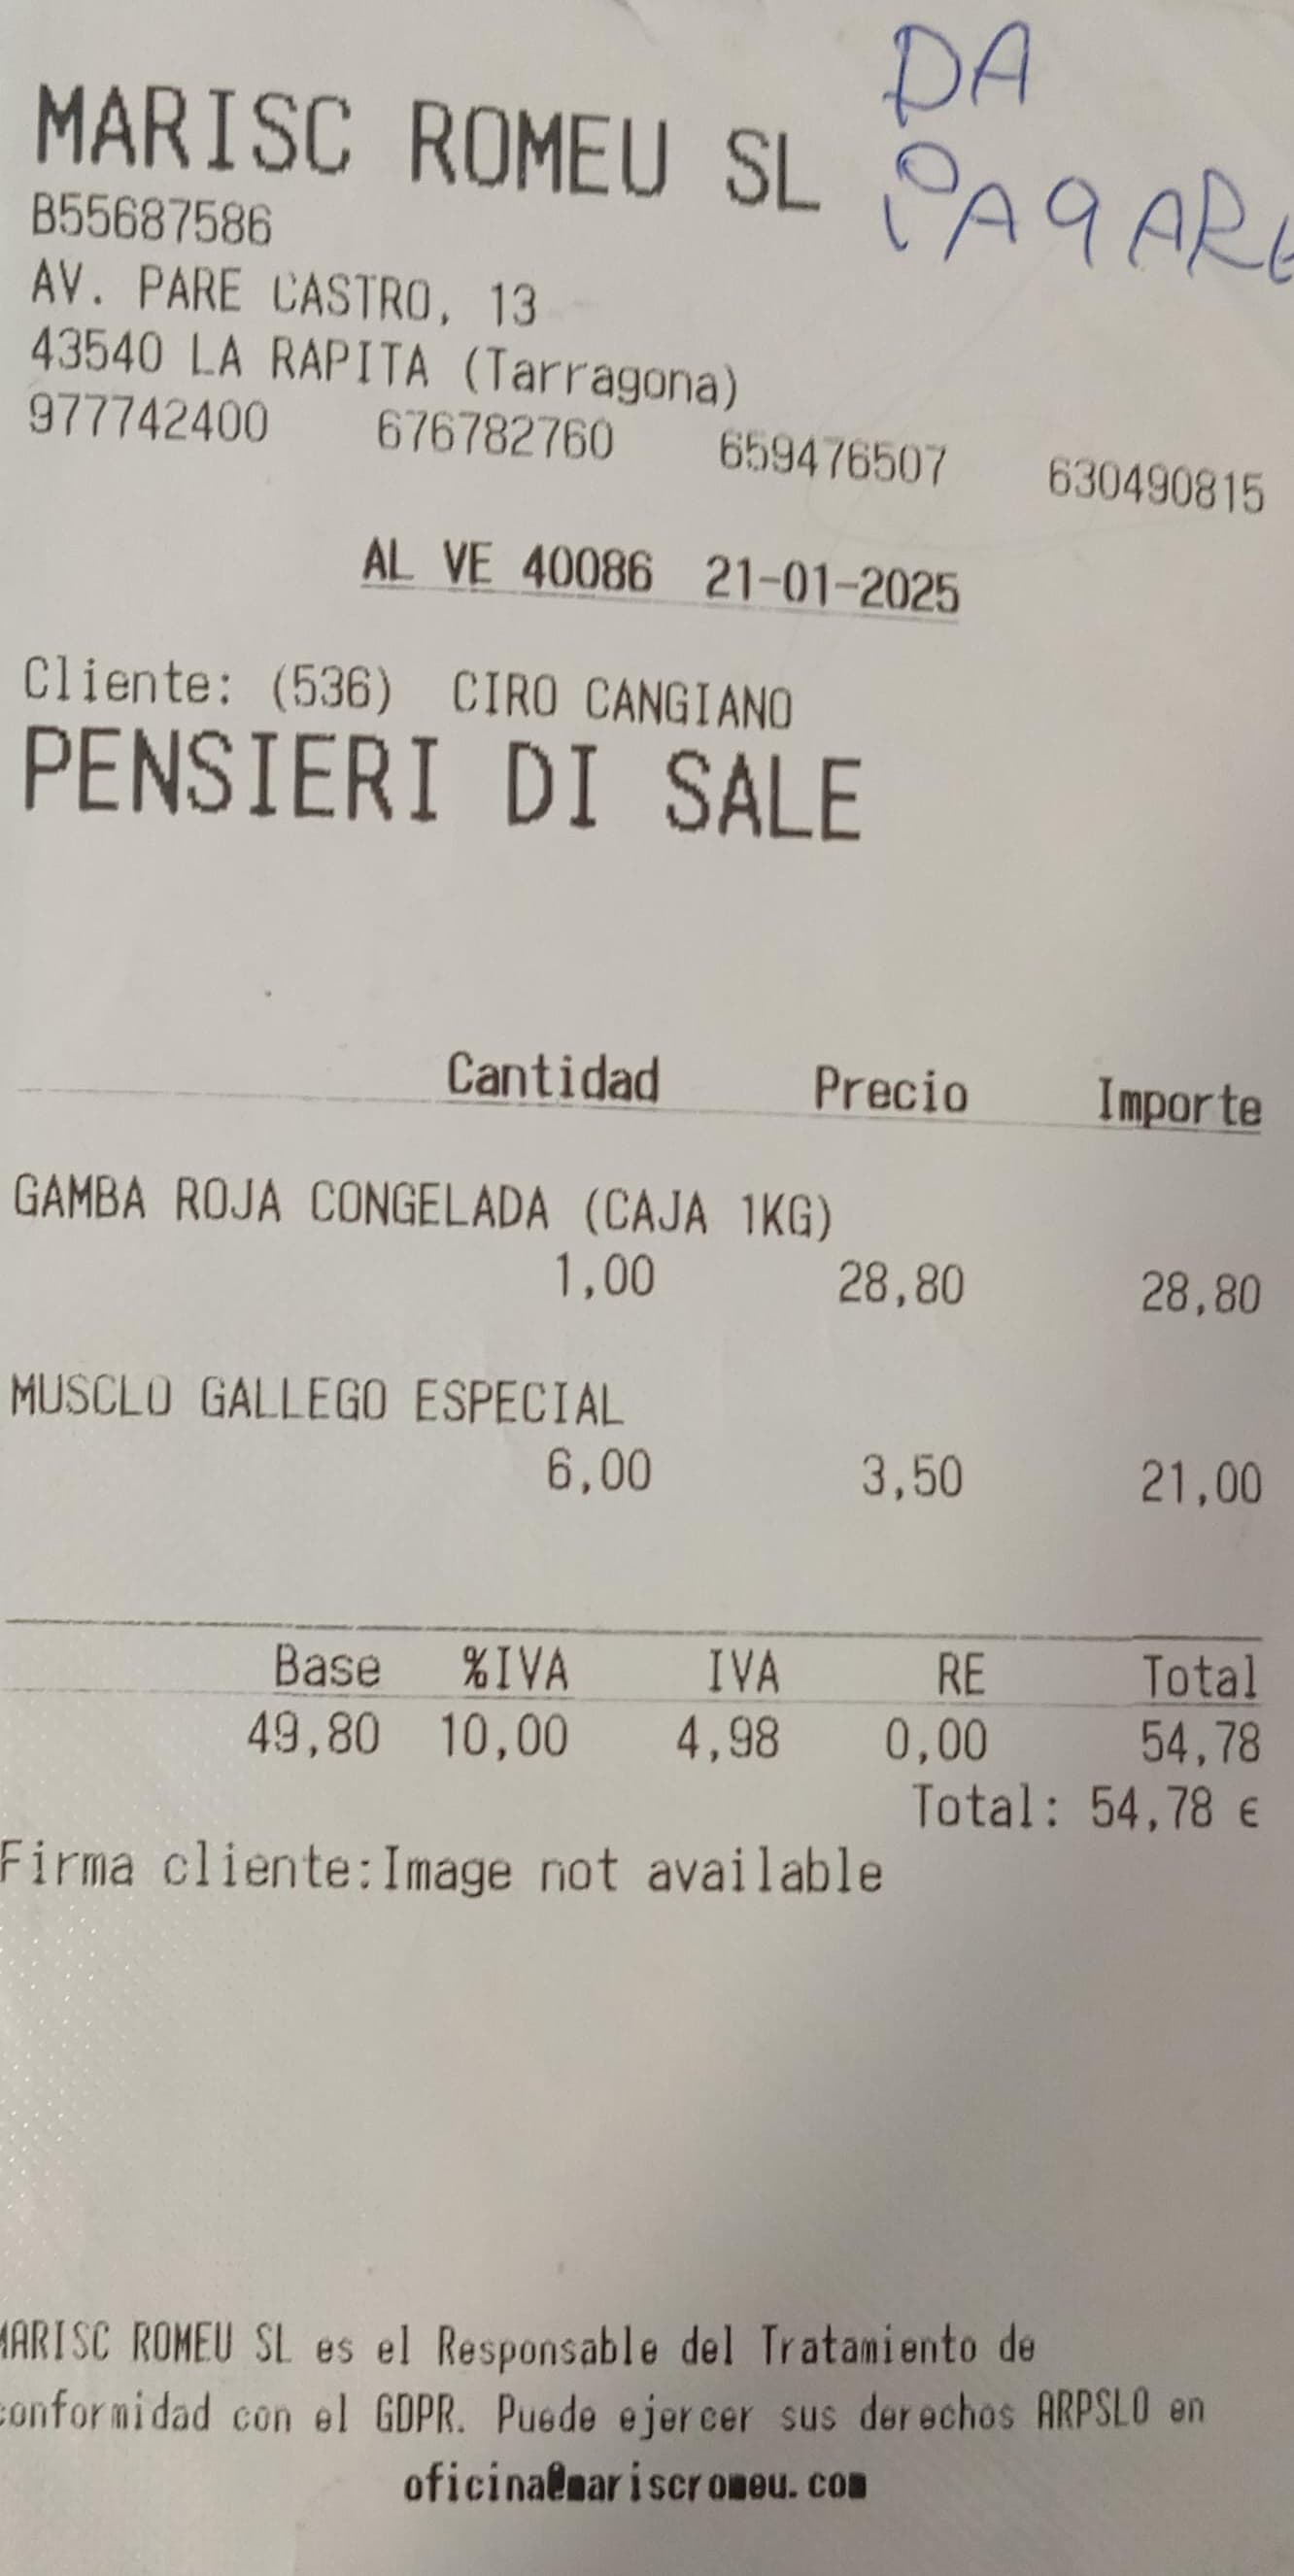 DA
PAGARE
MARISC ROMEU SL
B55687586
AV. PARE CASTRO, 13
43540 LA RAPITA (Tarragona)
977742400 676782760 659476507 630490815
AL VE 40086 21-01-2025
Cliente: (536) CIRO CANGIANO
PENSIERI DI SALE
Cantidad Precio Importe
GAMBA ROJA CONGELADA (CAJA 1KG)
1,00 28,80 28,80
MUSCLO GALLEGO ESPECIAL
6,00 3,50 21,00
Base %IVA IVA RE Total
49,80 10,00 4,98 0,00 54,78
Total: 54,78 €
Firma cliente:Image not available
MARISC ROMEU SL es el Responsable del Tratamiento de
conformidad con el GDPR. Puede ejercer sus derechos ARPSLO en
oficina@mariscromeu.com